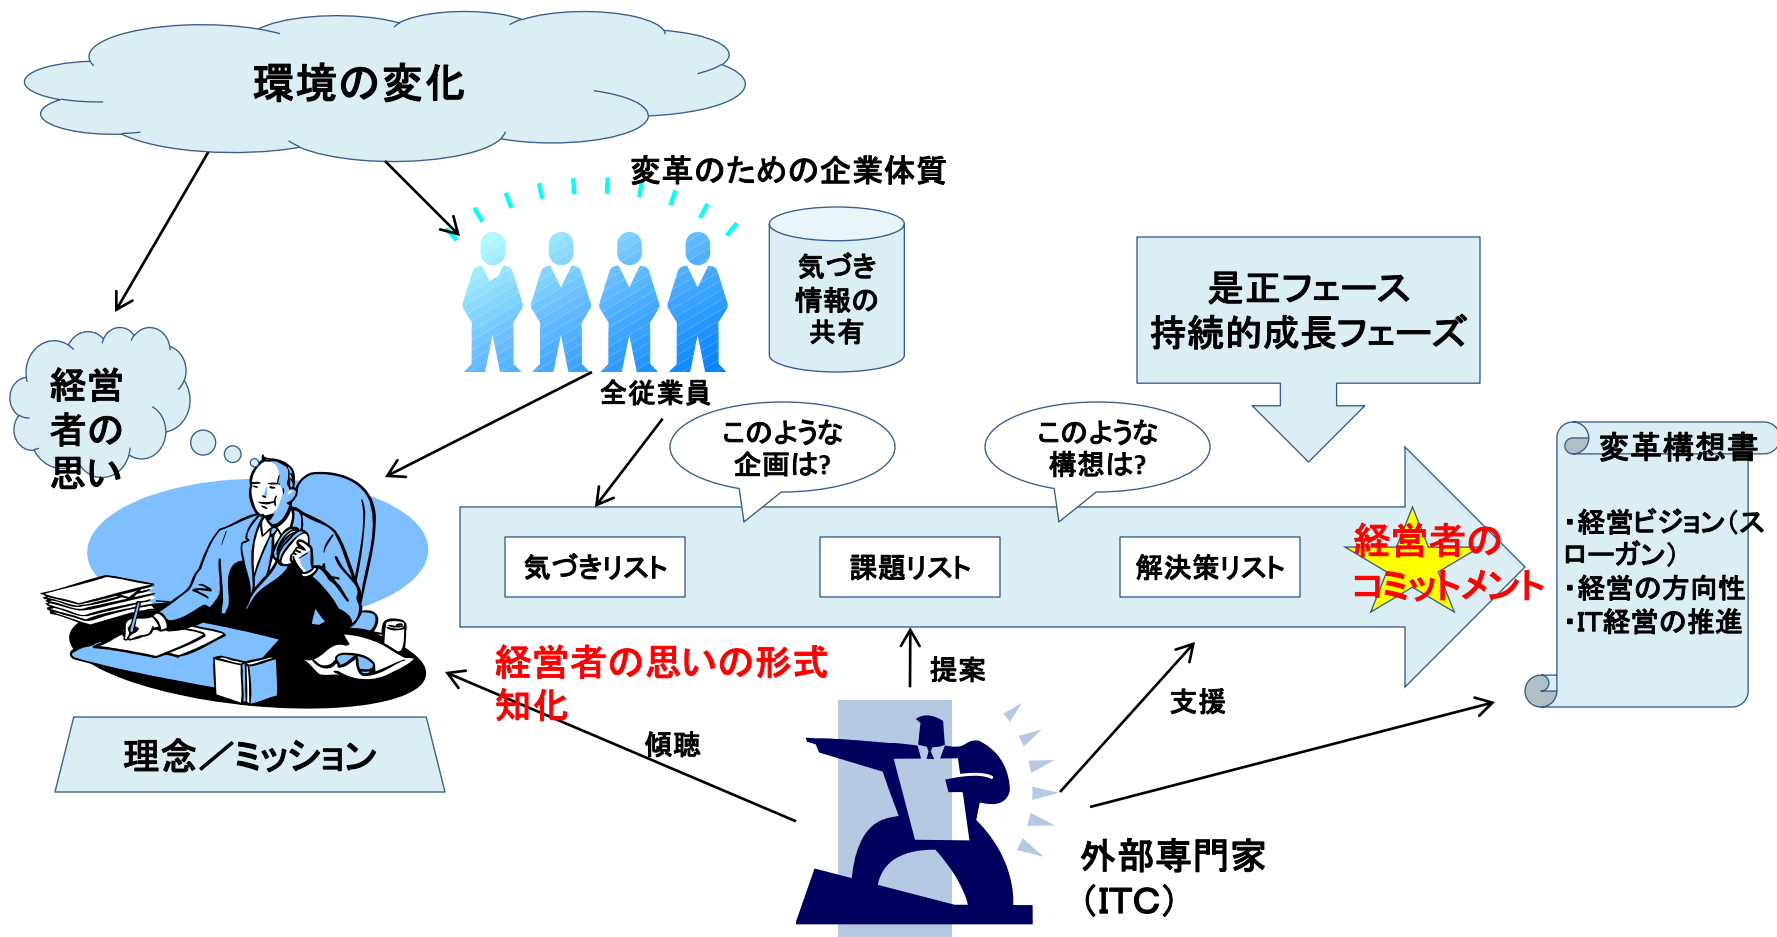 環境の変化
変革のための企業体質
気づき
情報の
共有
是正フェース
持続的成長フェーズ
経営
者の
思い
全従業員
このような
企画は?
このような
構想は?
変革構想書
・経営ビジョン（ス
ローガン）
・経営の方向性
・IT経営の推進
気づきリスト
課題リスト
解決策リスト
経営者の
コミットメント
経営者の思いの形式
知化
提案
支援
傾聴
理念／ミッション
外部専門家
（ITC）